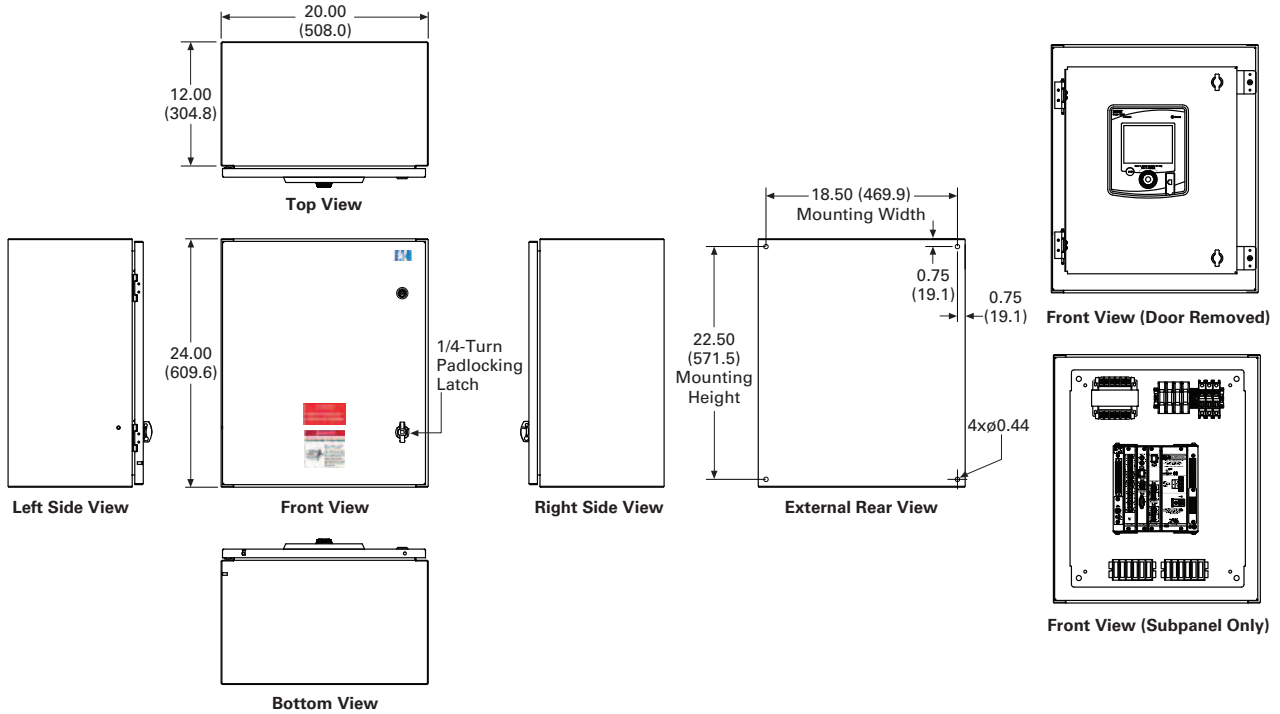 20.00
(508.0)
12.00
(304.8)
Top View
24.00
(609.6)
1/4-Turn
Padlocking
Latch
Left Side View
Front View
Right Side View
18.50 (469.9)
Mounting Width
0.75
(19.1)
0.75
(19.1)
22.50
(571.5)
Mounting
Height
4xø0.44
External Rear View
Front View (Door Removed)
Front View (Subpanel Only)
Bottom View